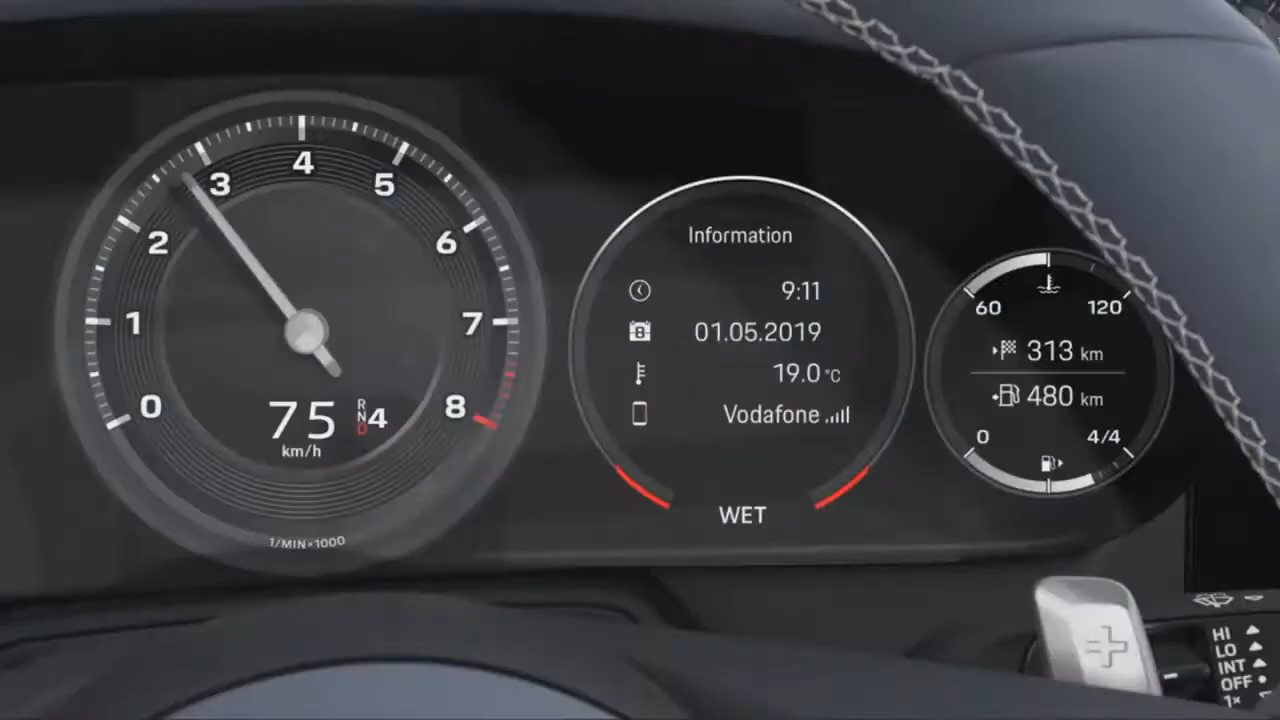 0
1
2
3
4
5
6
7
8
75
km/h
R
N
D
4
1/MIN×1000
Information
9:11
8
01.05.2019
19.0 °C
Vodafone
WET
60
120
313 km
480 km
0
4/4
HI
LO
INT
OFF
1×